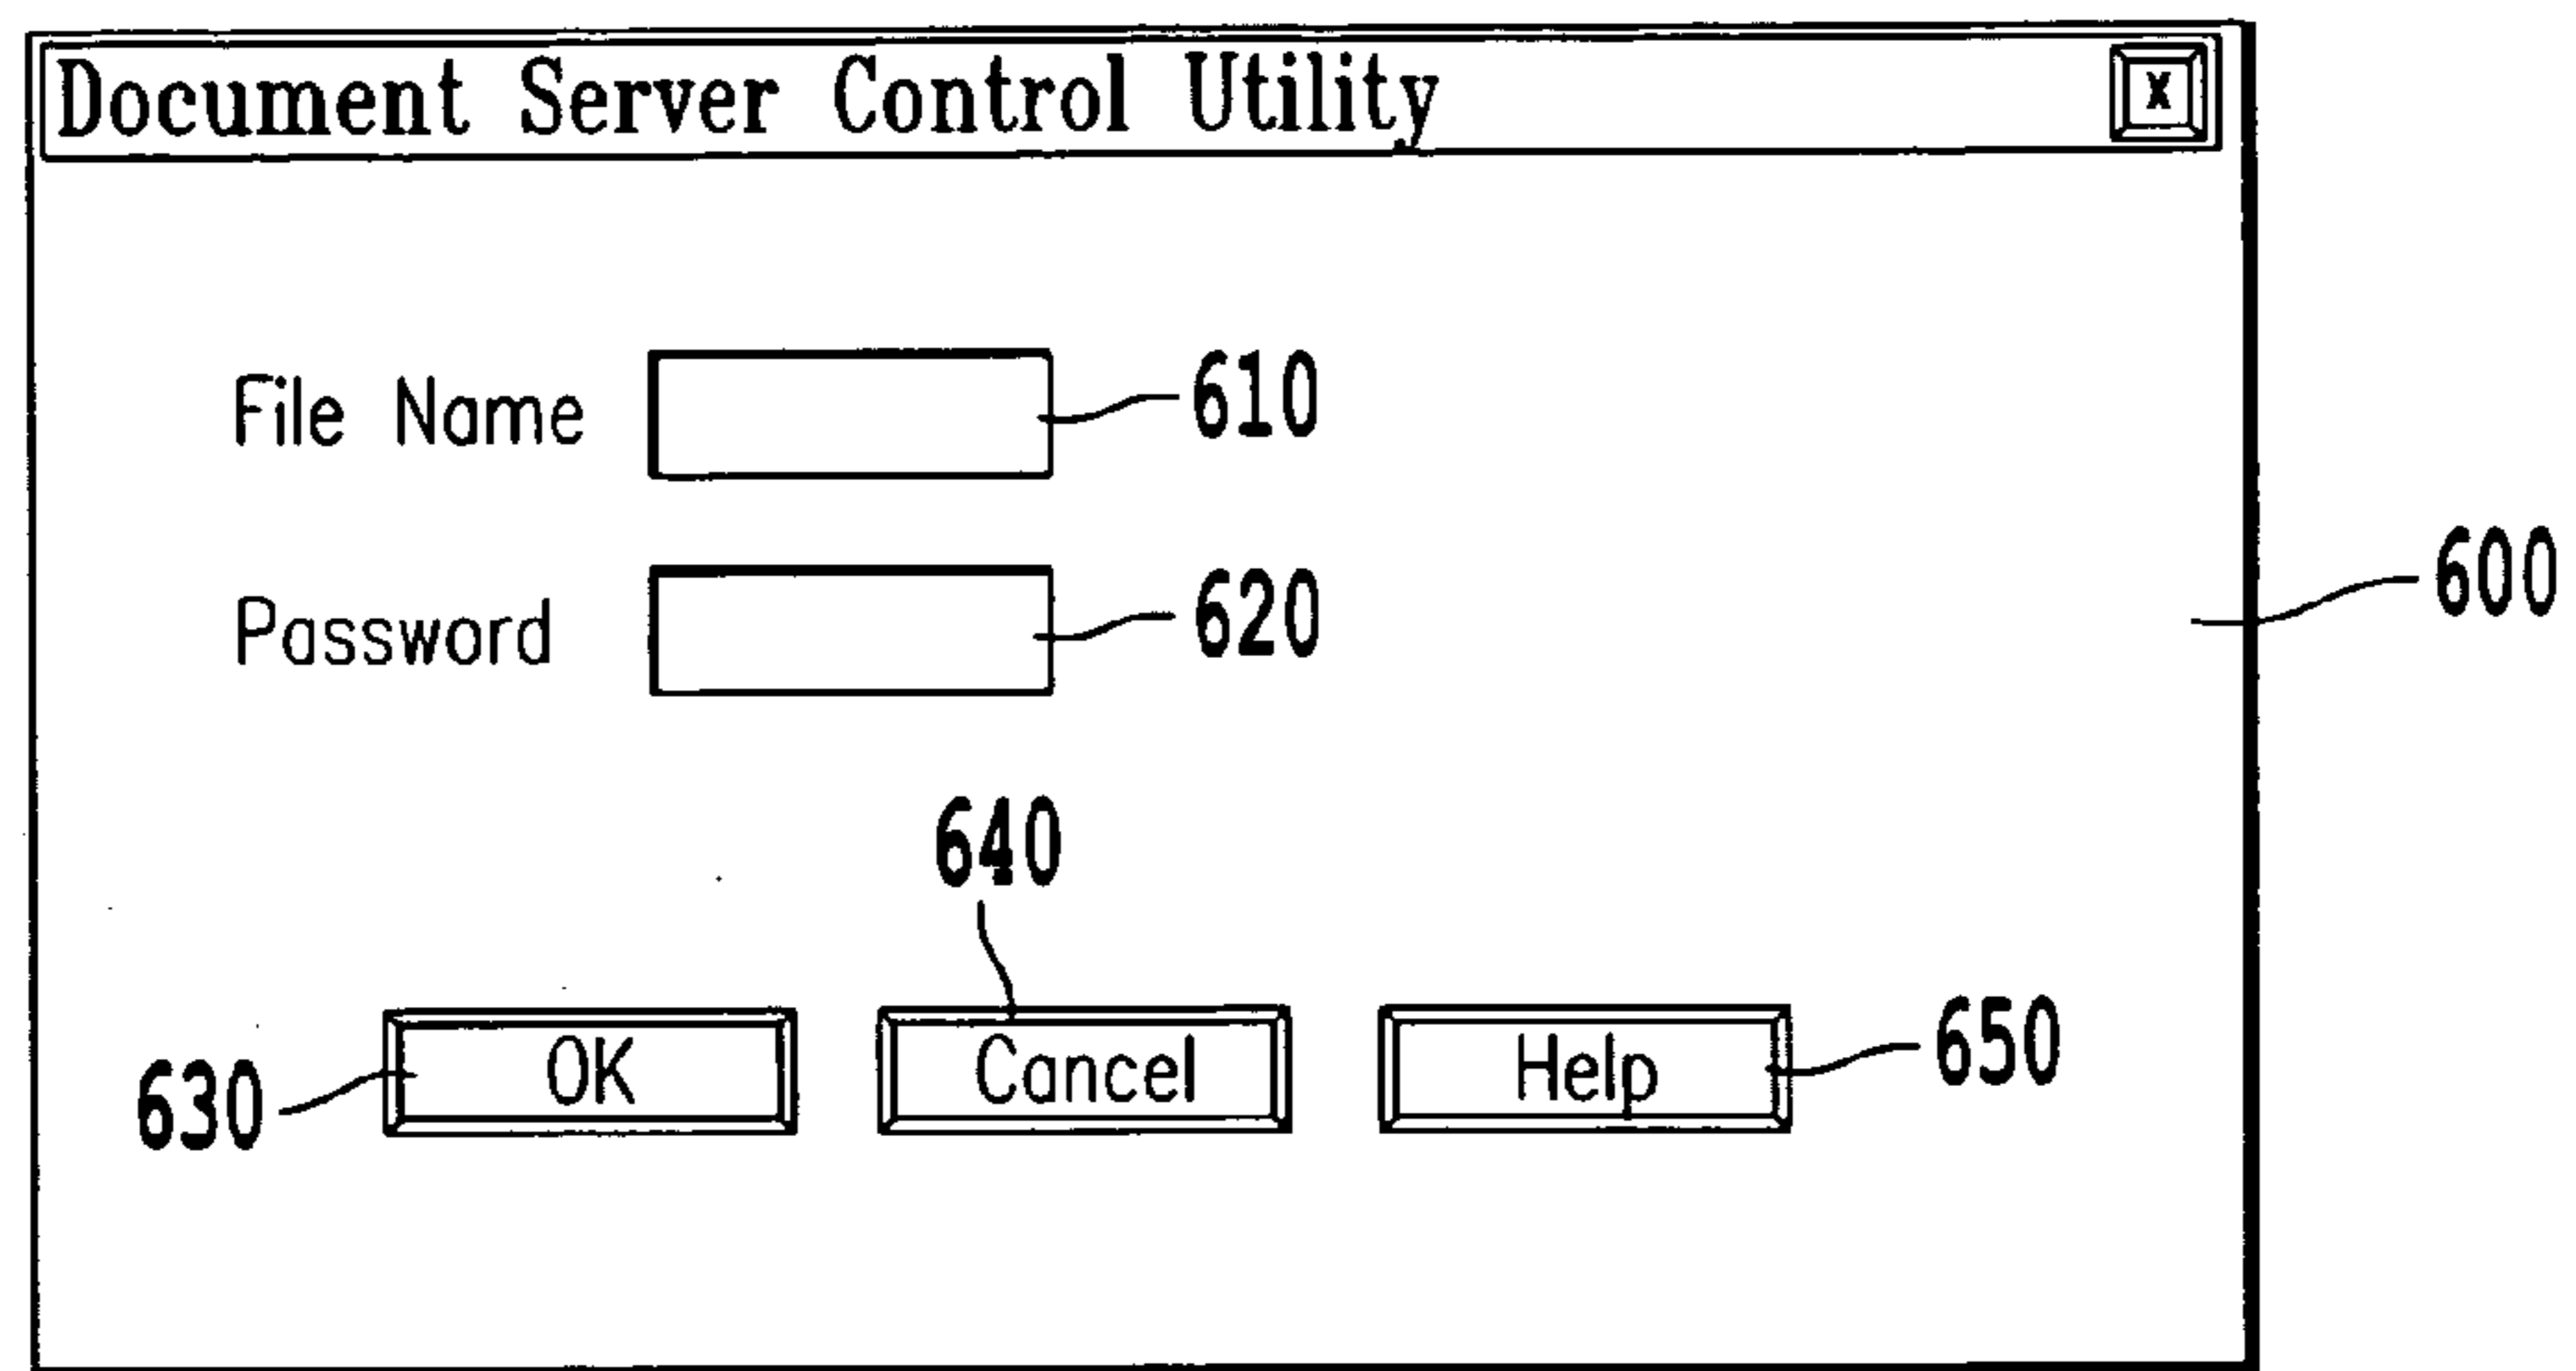 Document Server Control Utility X
File Name 610
Password 620
600
640
630 OK Cancel Help 650